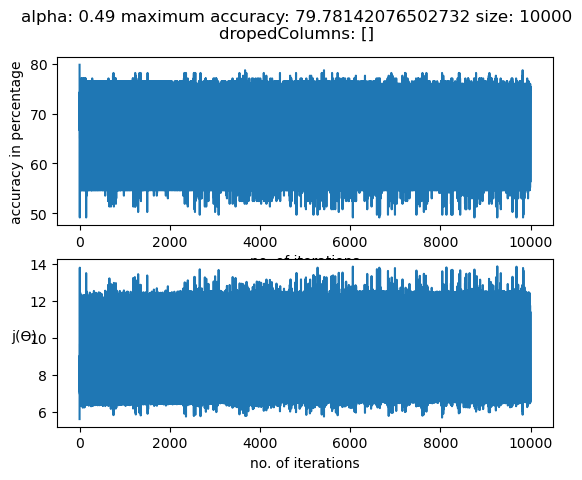 alpha: 0.49 maximum accuracy: 79.78142076502732 size: 10000
dropedColumns: []
accuracy in percentage
80
70
60
50
0 2000 4000 6000 8000 10000
no. of iterations
j(Θ)
14
12
10
8
6
0 2000 4000 6000 8000 10000
no. of iterations